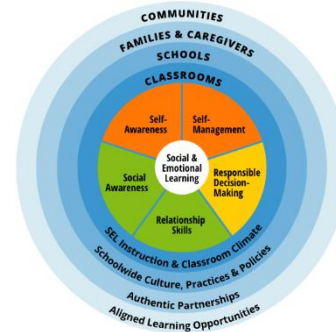 COMMUNITIES
FAMILIES & CAREGIVERS
SCHOOLS
CLASSROOMS
Self-
Awareness
Self-
Management
Social &
Emotional
Learning
Social
Awareness
Responsible
Decision-
Making
Relationship
Skills
SEL Instruction & Classroom Climate
Schoolwide Culture, Practices & Policies
Authentic Partnerships
Aligned Learning Opportunities